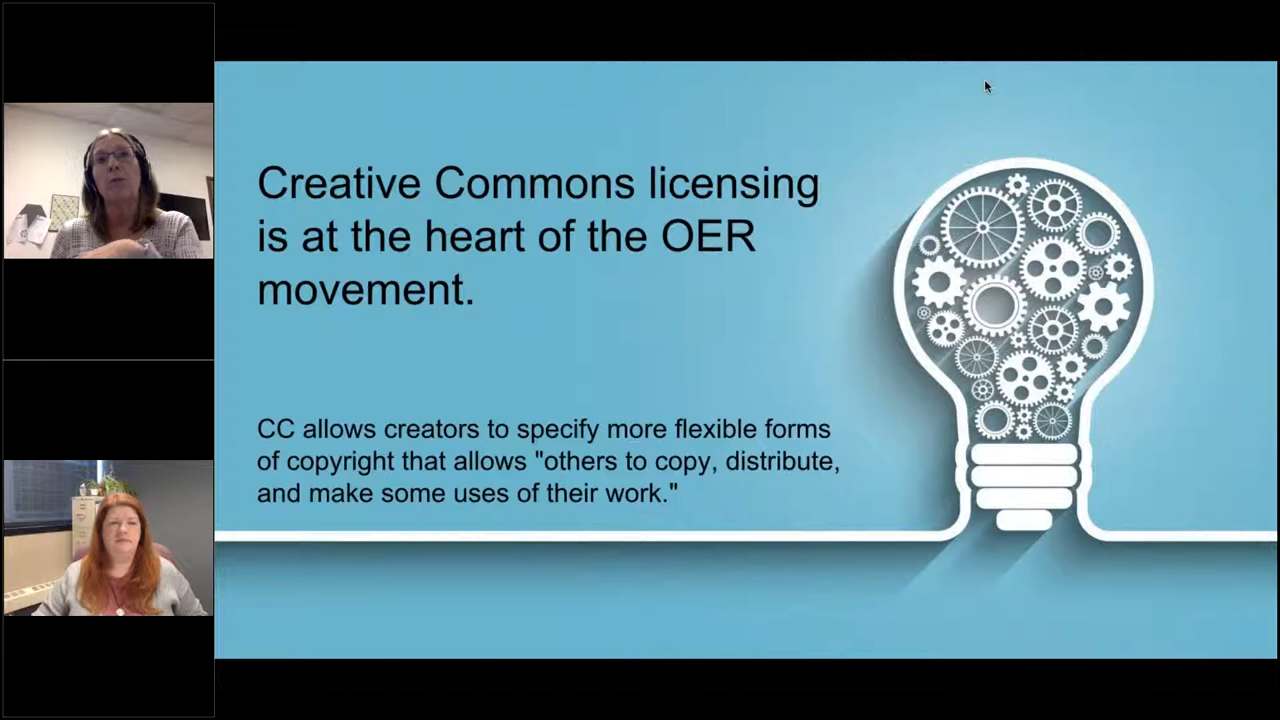 Creative Commons licensing
is at the heart of the OER
movement.
CC allows creators to specify more flexible forms
of copyright that allows "others to copy, distribute,
and make some uses of their work."